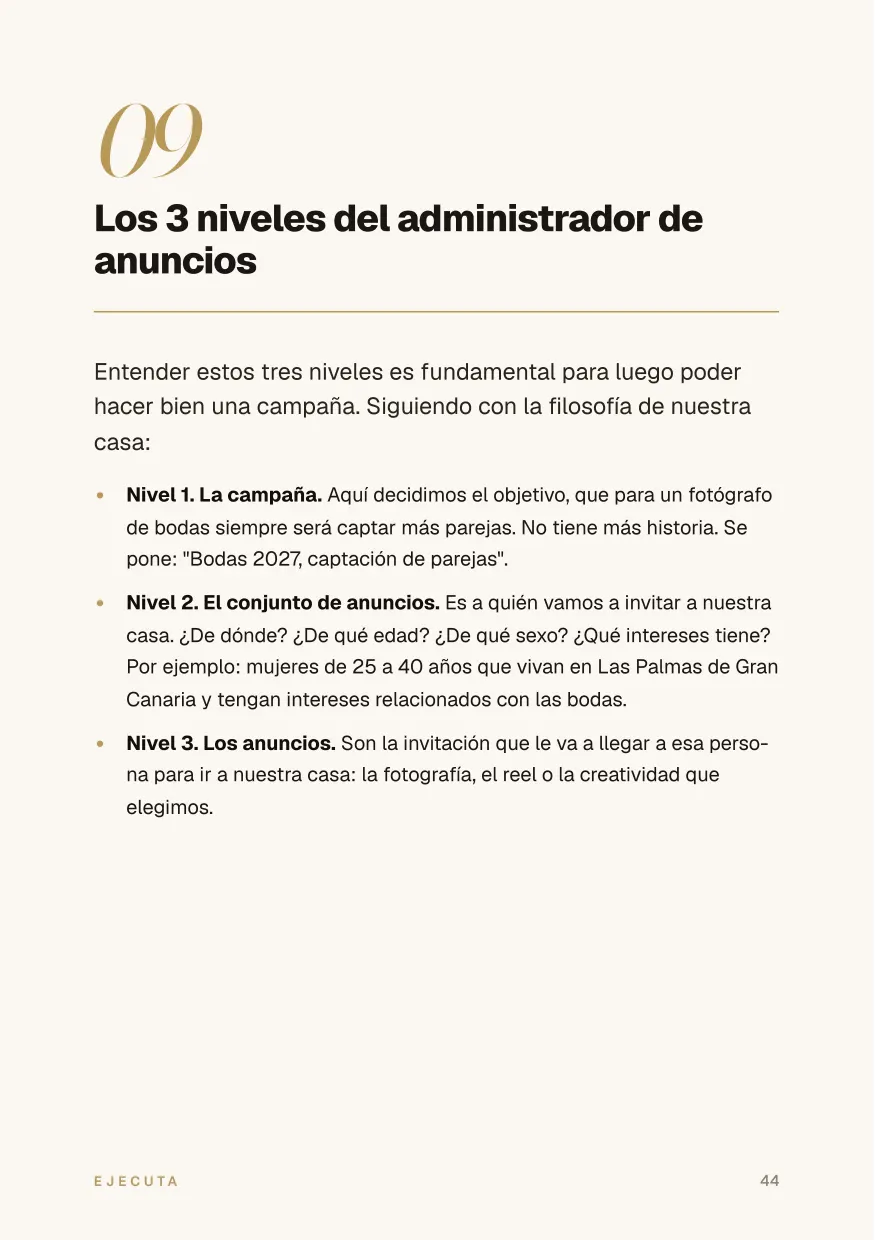 09
Los 3 niveles del administrador de
anuncios
Entender estos tres niveles es fundamental para luego poder
hacer bien una campaña. Siguiendo con la filosofía de nuestra
casa:
• Nivel 1. La campaña. Aquí decidimos el objetivo, que para un fotógrafo
de bodas siempre será captar más parejas. No tiene más historia. Se
pone: "Bodas 2027, captación de parejas".
• Nivel 2. El conjunto de anuncios. Es a quién vamos a invitar a nuestra
casa. ¿De dónde? ¿De qué edad? ¿De qué sexo? ¿Qué intereses tiene?
Por ejemplo: mujeres de 25 a 40 años que vivan en Las Palmas de Gran
Canaria y tengan intereses relacionados con las bodas.
• Nivel 3. Los anuncios. Son la invitación que le va a llegar a esa perso-
na para ir a nuestra casa: la fotografía, el reel o la creatividad que
elegimos.
EJECUTA
44